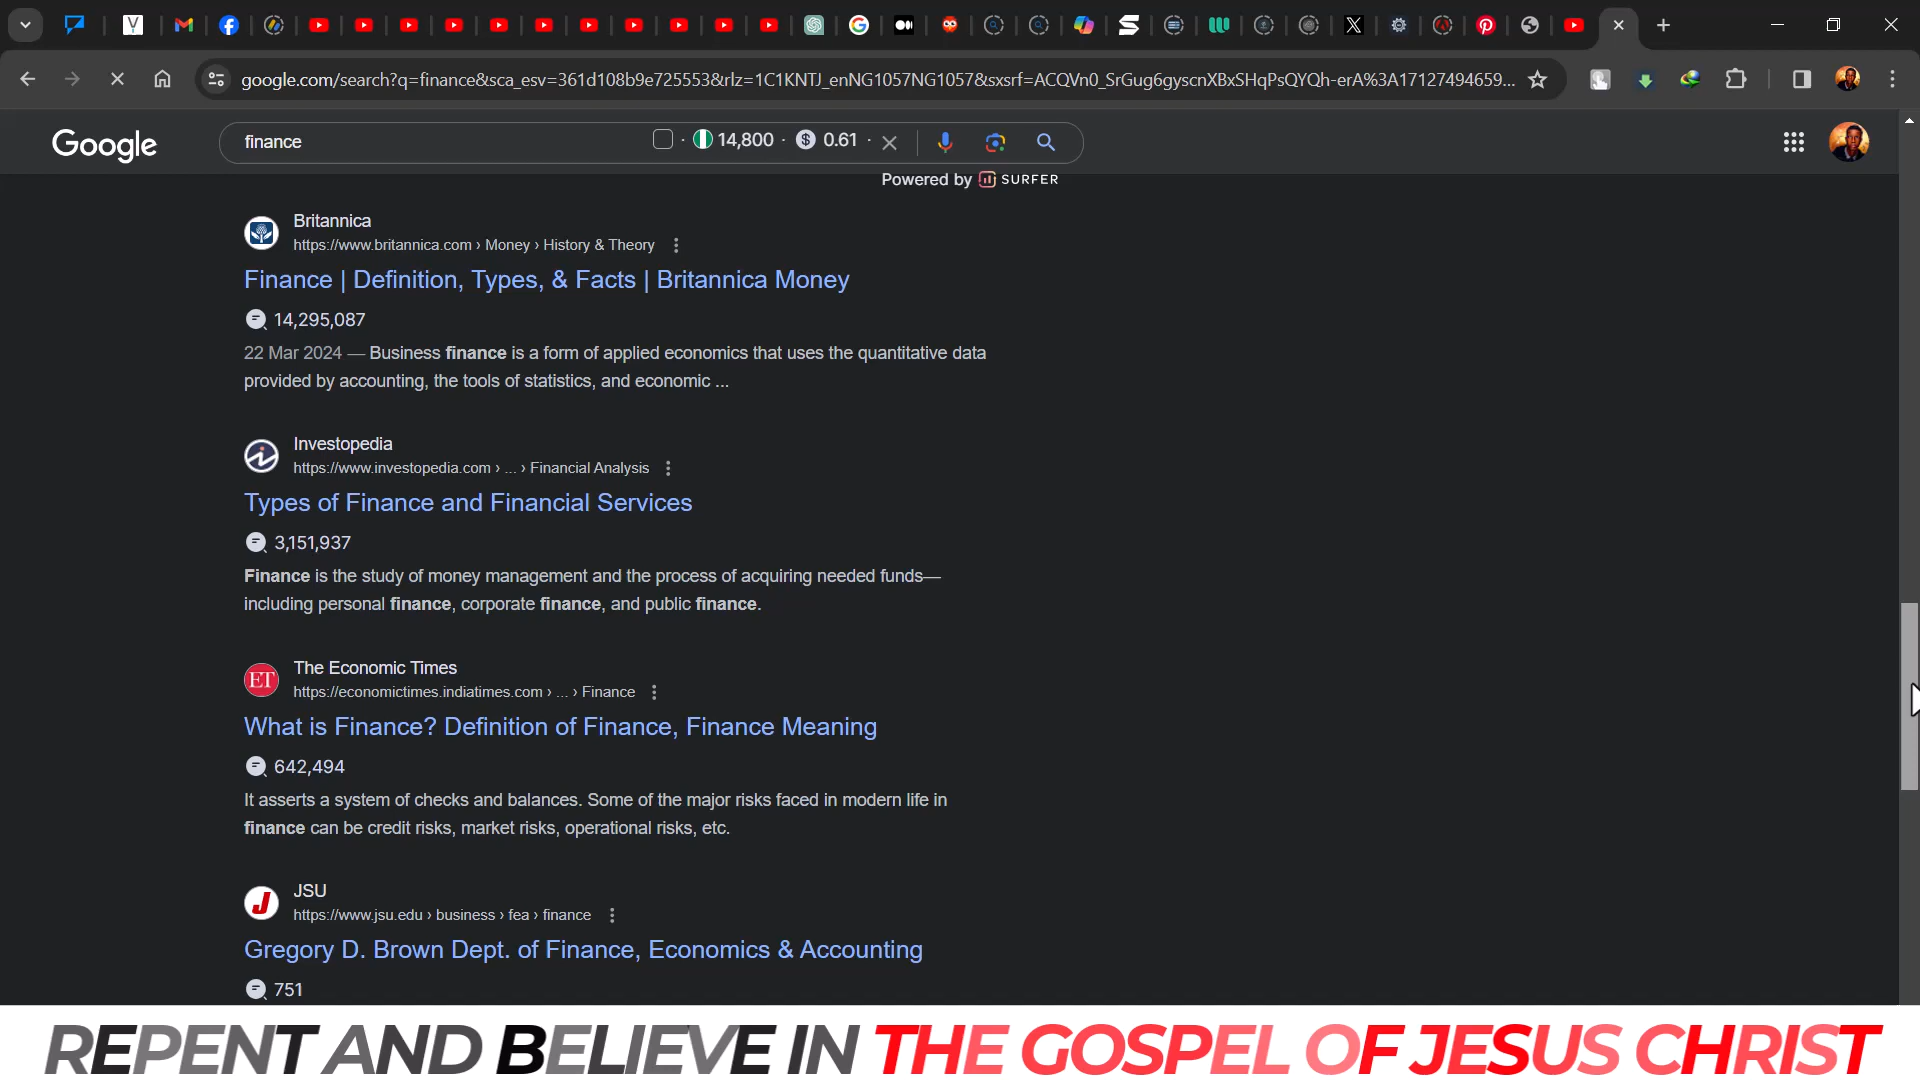 google.com/search?q=finance&sca_esv=361d108b9e725553&rlz=1C1KNTJ_enNG1057NG1057&sxsrf=ACQVn0_SrGug6gyscnXBxSHqPsQYQh-erA%3A17127494659...
Google
finance
14,800 · 0.61 ·
Powered by SURFER
Britannica
https://www.britannica.com › Money › History & Theory
Finance | Definition, Types, & Facts | Britannica Money
14,295,087
22 Mar 2024 — Business finance is a form of applied economics that uses the quantitative data
provided by accounting, the tools of statistics, and economic ...
Investopedia
https://www.investopedia.com › ... › Financial Analysis
Types of Finance and Financial Services
3,151,937
Finance is the study of money management and the process of acquiring needed funds—
including personal finance, corporate finance, and public finance.
ET
The Economic Times
https://economictimes.indiatimes.com › ... › Finance
What is Finance? Definition of Finance, Finance Meaning
642,494
It asserts a system of checks and balances. Some of the major risks faced in modern life in
finance can be credit risks, market risks, operational risks, etc.
J
JSU
https://www.jsu.edu › business › fea › finance
Gregory D. Brown Dept. of Finance, Economics & Accounting
751
REPENT AND BELIEVE IN THE GOSPEL OF JESUS CHRIST